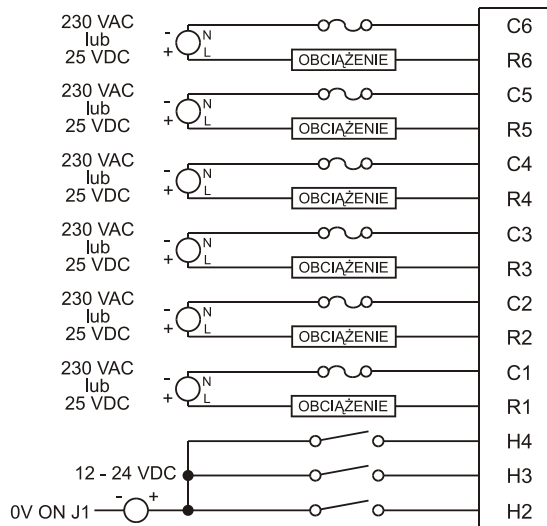 230 VAC
lub
25 VDC
-
+
N
L
C6
OBCIĄŻENIE
R6
230 VAC
lub
25 VDC
-
+
N
L
C5
OBCIĄŻENIE
R5
230 VAC
lub
25 VDC
-
+
N
L
C4
OBCIĄŻENIE
R4
230 VAC
lub
25 VDC
-
+
N
L
C3
OBCIĄŻENIE
R3
230 VAC
lub
25 VDC
-
+
N
L
C2
OBCIĄŻENIE
R2
230 VAC
lub
25 VDC
-
+
N
L
C1
OBCIĄŻENIE
R1
H4
12 - 24 VDC
H3
0V ON J1
- +
H2